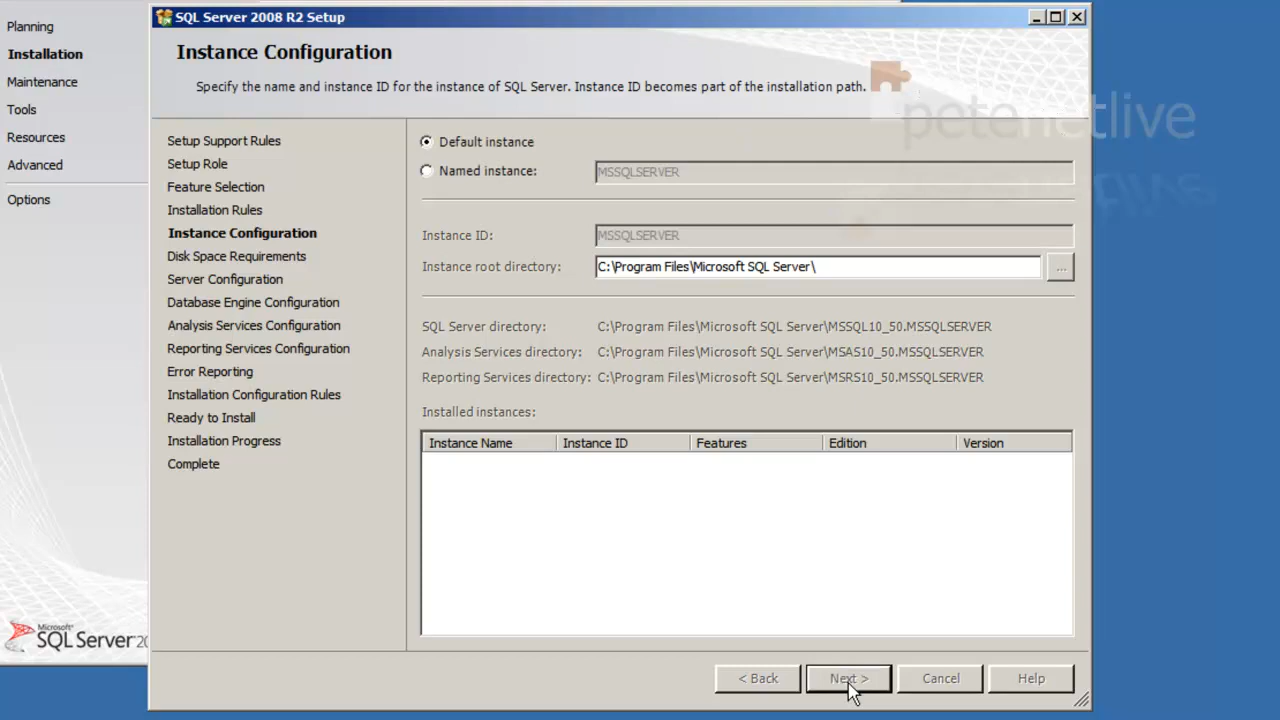 Planning
Installation
Maintenance
Tools
Resources
Advanced
Options
Microsoft®
SQL Server 20
SQL Server 2008 R2 Setup
Instance Configuration
Specify the name and instance ID for the instance of SQL Server. Instance ID becomes part of the installation path.
petenetlive
Setup Support Rules
Setup Role
Feature Selection
Installation Rules
Instance Configuration
Disk Space Requirements
Server Configuration
Database Engine Configuration
Analysis Services Configuration
Reporting Services Configuration
Error Reporting
Installation Configuration Rules
Ready to Install
Installation Progress
Complete
Default instance
Named instance: MSSQLSERVER
Instance ID: MSSQLSERVER
Instance root directory: C:\Program Files\Microsoft SQL Server\ ...
SQL Server directory: C:\Program Files\Microsoft SQL Server\MSSQL10_50.MSSQLSERVER
Analysis Services directory: C:\Program Files\Microsoft SQL Server\MSAS10_50.MSSQLSERVER
Reporting Services directory: C:\Program Files\Microsoft SQL Server\MSRS10_50.MSSQLSERVER
Installed instances:
Instance Name Instance ID Features Edition Version
< Back Next > Cancel Help